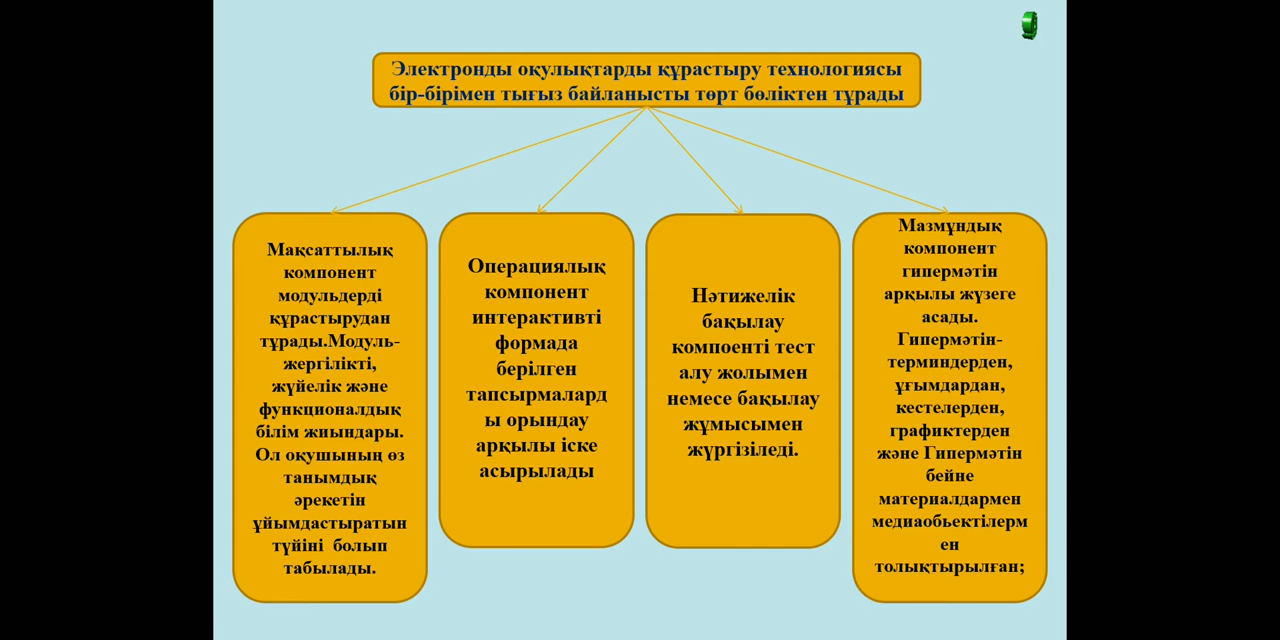 Электронды оқулықтарды құрастыру технологиясы
бір-бірімен тығыз байланысты төрт бөліктен тұрады
Мақсаттылық
компонент
модульдерді
құрастырудан
тұрады.Модуль-
жергілікті,
жүйелік және
функционалдық
білім жиындары.
Ол оқушының өз
танымдық
әрекетін
ұйымдастыратын
түйіні  болып
табылады.
Операциялық
компонент
интерактивті
формада
берілген
тапсырмалард
ы орындау
арқылы іске
асырылады
Нәтижелік
бақылау
компоенті тест
алу жолымен
немесе бақылау
жұмысымен
жүргізіледі.
Мазмұндық
компонент
гипермәтін
арқылы жүзеге
асады.
Гипермәтін-
терминдерден,
ұғымдардан,
кестелерден,
графиктерден
және Гипермәтін
бейне
материалдармен
медиаобьектілерм
ен
толықтырылған;